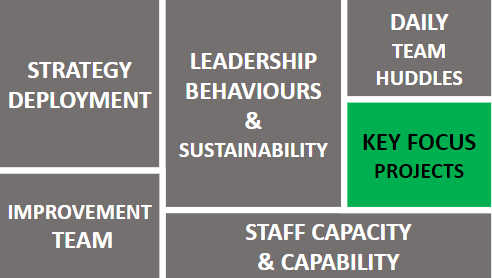 STRATEGY
DEPLOYMENT
LEADERSHIP
BEHAVIOURS
&
SUSTAINABILITY
DAILY
TEAM
HUDDLES
KEY FOCUS
PROJECTS
IMPROVEMENT
TEAM
STAFF CAPACITY
& CAPABILITY